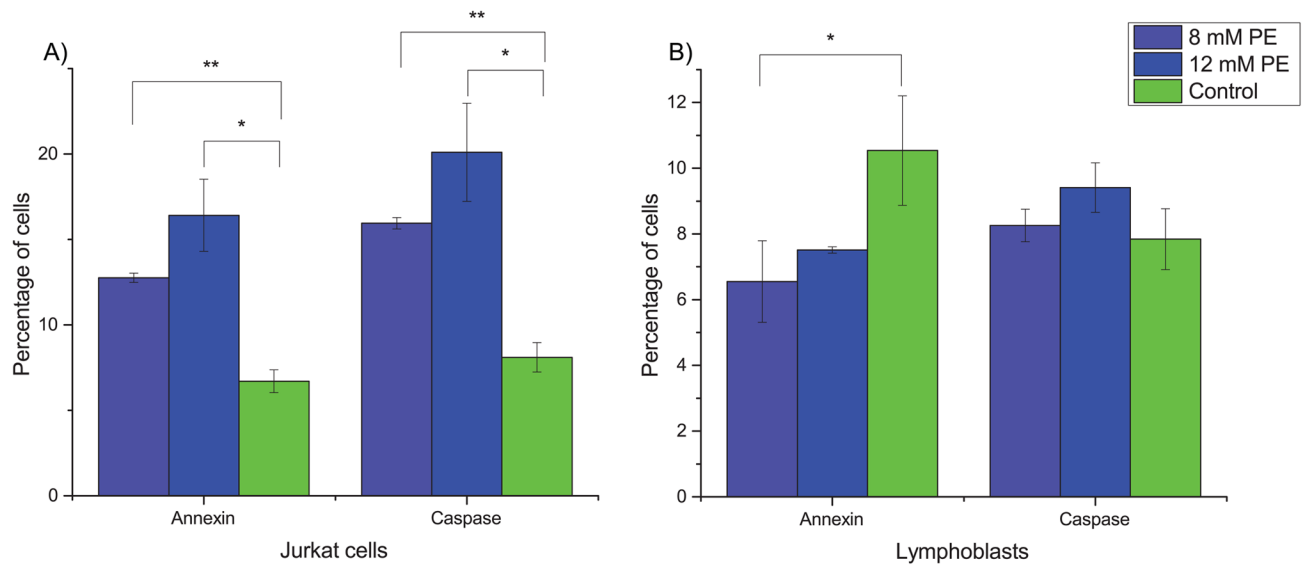 A)
**
*
**
*
Percentage of cells
20
10
0
Annexin
Caspase
Jurkat cells
B)
*
Percentage of cells
12
10
8
6
4
2
0
Annexin
Caspase
Lymphoblasts
8 mM PE
12 mM PE
Control